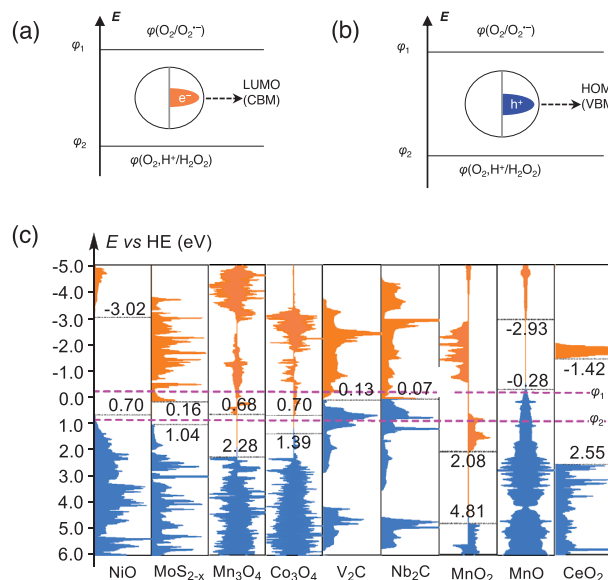 (a)
E
φ(O₂/O₂•⁻)
φ₁
e⁻
LUMO
(CBM)
φ₂
φ(O₂,H⁺/H₂O₂)
(b)
E
φ(O₂/O₂•⁻)
φ₁
h⁺
HOM
(VBM
φ₂
φ(O₂,H⁺/H₂O₂)
(c)
E vs HE (eV)
-5.0
-4.0
-3.0
-2.0
-1.0
0.0
1.0
2.0
3.0
4.0
5.0
6.0
-3.02
0.70
0.16
1.04
0.68
2.28
0.70
1.39
0.13
0.07
2.08
4.81
-2.93
-0.28
-1.42
2.55
φ₁
φ₂
NiO MoS₂₋ₓ Mn₃O₄ Co₃O₄ V₂C Nb₂C MnO₂ MnO CeO₂